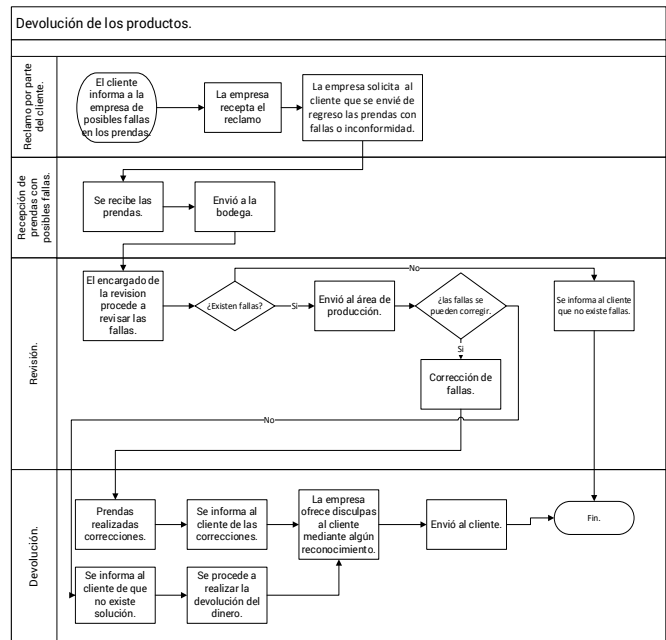 Devolución de los productos.
Reclamo por parte
del cliente.
El cliente
informa a la
empresa de
posibles fallas
en los prendas.
La empresa
recepta el
reclamo
La empresa solicita al
cliente que se envié de
regreso las prendas con
fallas o inconformidad.
Recepción de
prendas con
posibles fallas.
Se recibe las
prendas.
Envió a la
bodega.
Revisión.
El encargado de
la revision
procede a
revisar las
fallas.
¿Existen fallas?
No
Si
Envió al área de
producción.
¿las fallas se
pueden corregir.
Se informa al cliente
que no existe fallas.
Si
Corrección de
fallas.
No
Devolución.
Prendas
realizadas
correcciones.
Se informa al
cliente de las
correcciones.
La empresa
ofrece disculpas
al cliente
mediante algún
reconocimiento.
Envió al cliente.
Fin.
Se informa al
cliente de que
no existe
solución.
Se procede a
realizar la
devolución del
dinero.